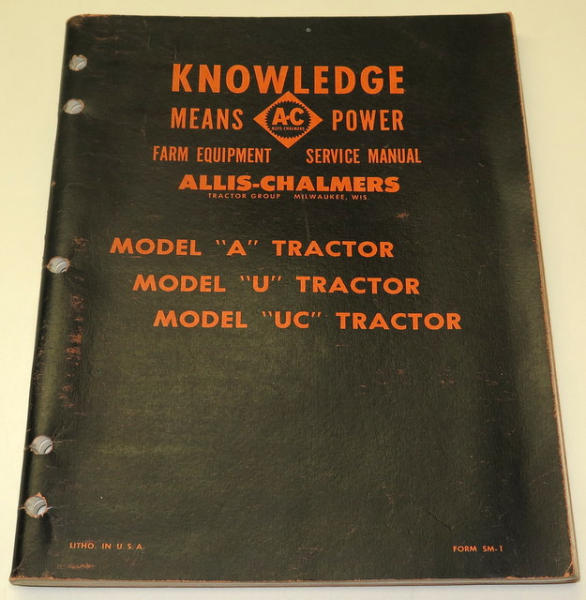 KNOWLEDGE
MEANS A-C POWER
ALLIS-CHALMERS
FARM EQUIPMENT SERVICE MANUAL
ALLIS-CHALMERS
TRACTOR GROUP MILWAUKEE, WIS.
MODEL "A" TRACTOR
MODEL "U" TRACTOR
MODEL "UC" TRACTOR
LITHO. IN U.S.A. FORM SM-1